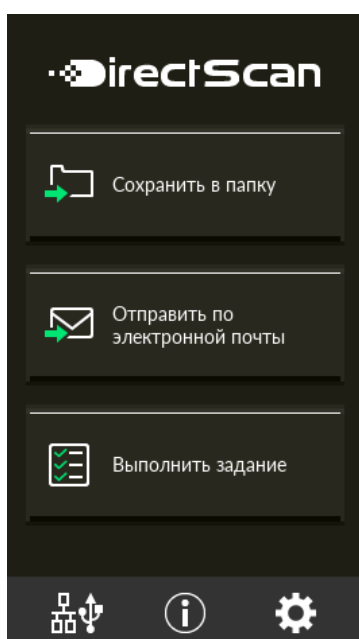 DirectScan
Сохранить в папку
Отправить по
электронной почты
Выполнить задание